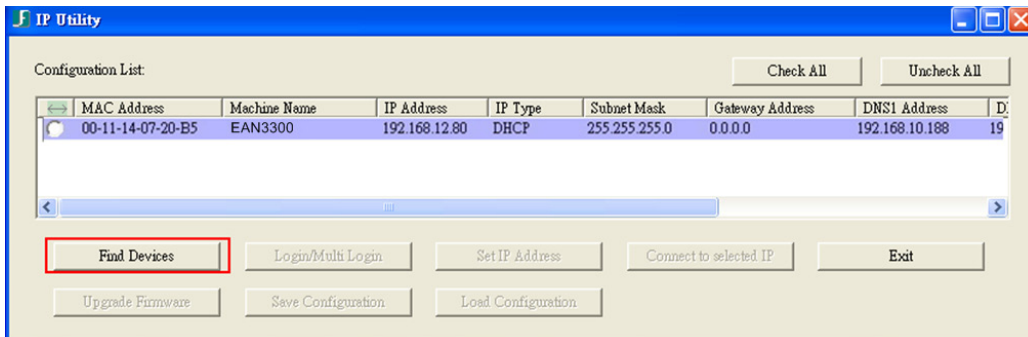 IP Utility
Configuration List:
Check All
Uncheck All
MAC Address Machine Name IP Address IP Type Subnet Mask Gateway Address DNS1 Address
00-11-14-07-20-B5 EAN3300 192.168.12.80 DHCP 255.255.255.0 0.0.0.0 192.168.10.188 19
Find Devices Login/Multi Login Set IP Address Connect to selected IP Exit
Upgrade Firmware Save Configuration Load Configuration